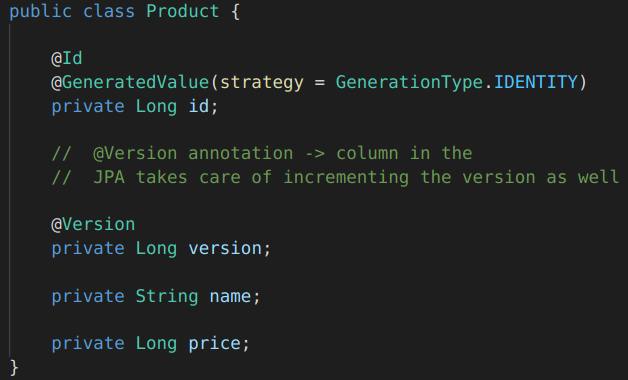 public class Product {
@Id
@GeneratedValue(strategy = GenerationType.IDENTITY)
private Long id;
// @Version annotation -> column in the
// JPA takes care of incrementing the version as well
@Version
private Long version;
private String name;
private Long price;
}